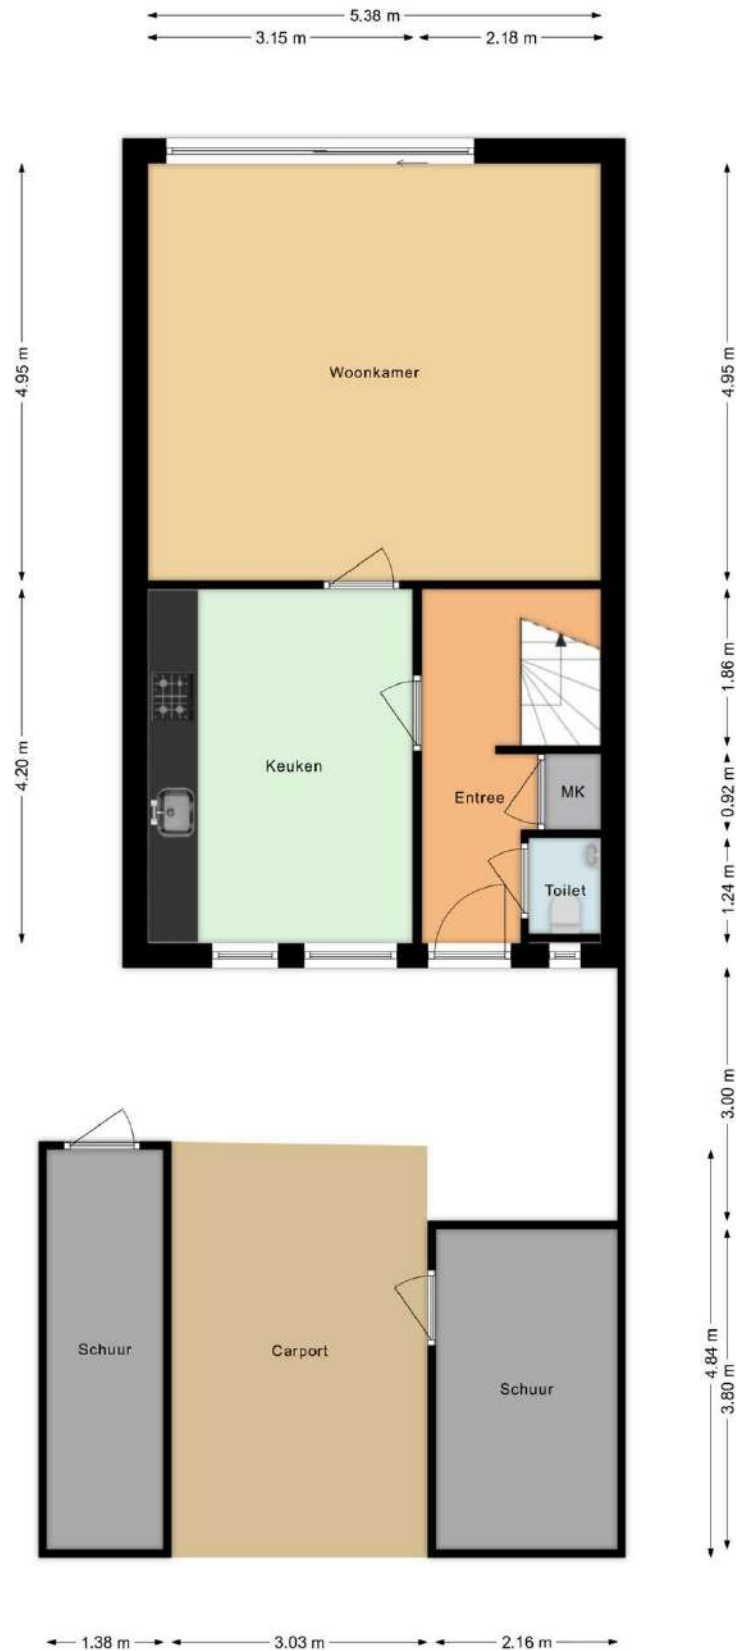 5.38 m
3.15 m
2.18 m
4.95 m
4.95 m
Woonkamer
1.86 m
4.20 m
Keuken
Entree
MK
0.92 m
Toilet
1.24 m
3.00 m
Schuur
Carport
Schuur
4.84 m
3.80 m
1.38 m
3.03 m
2.16 m